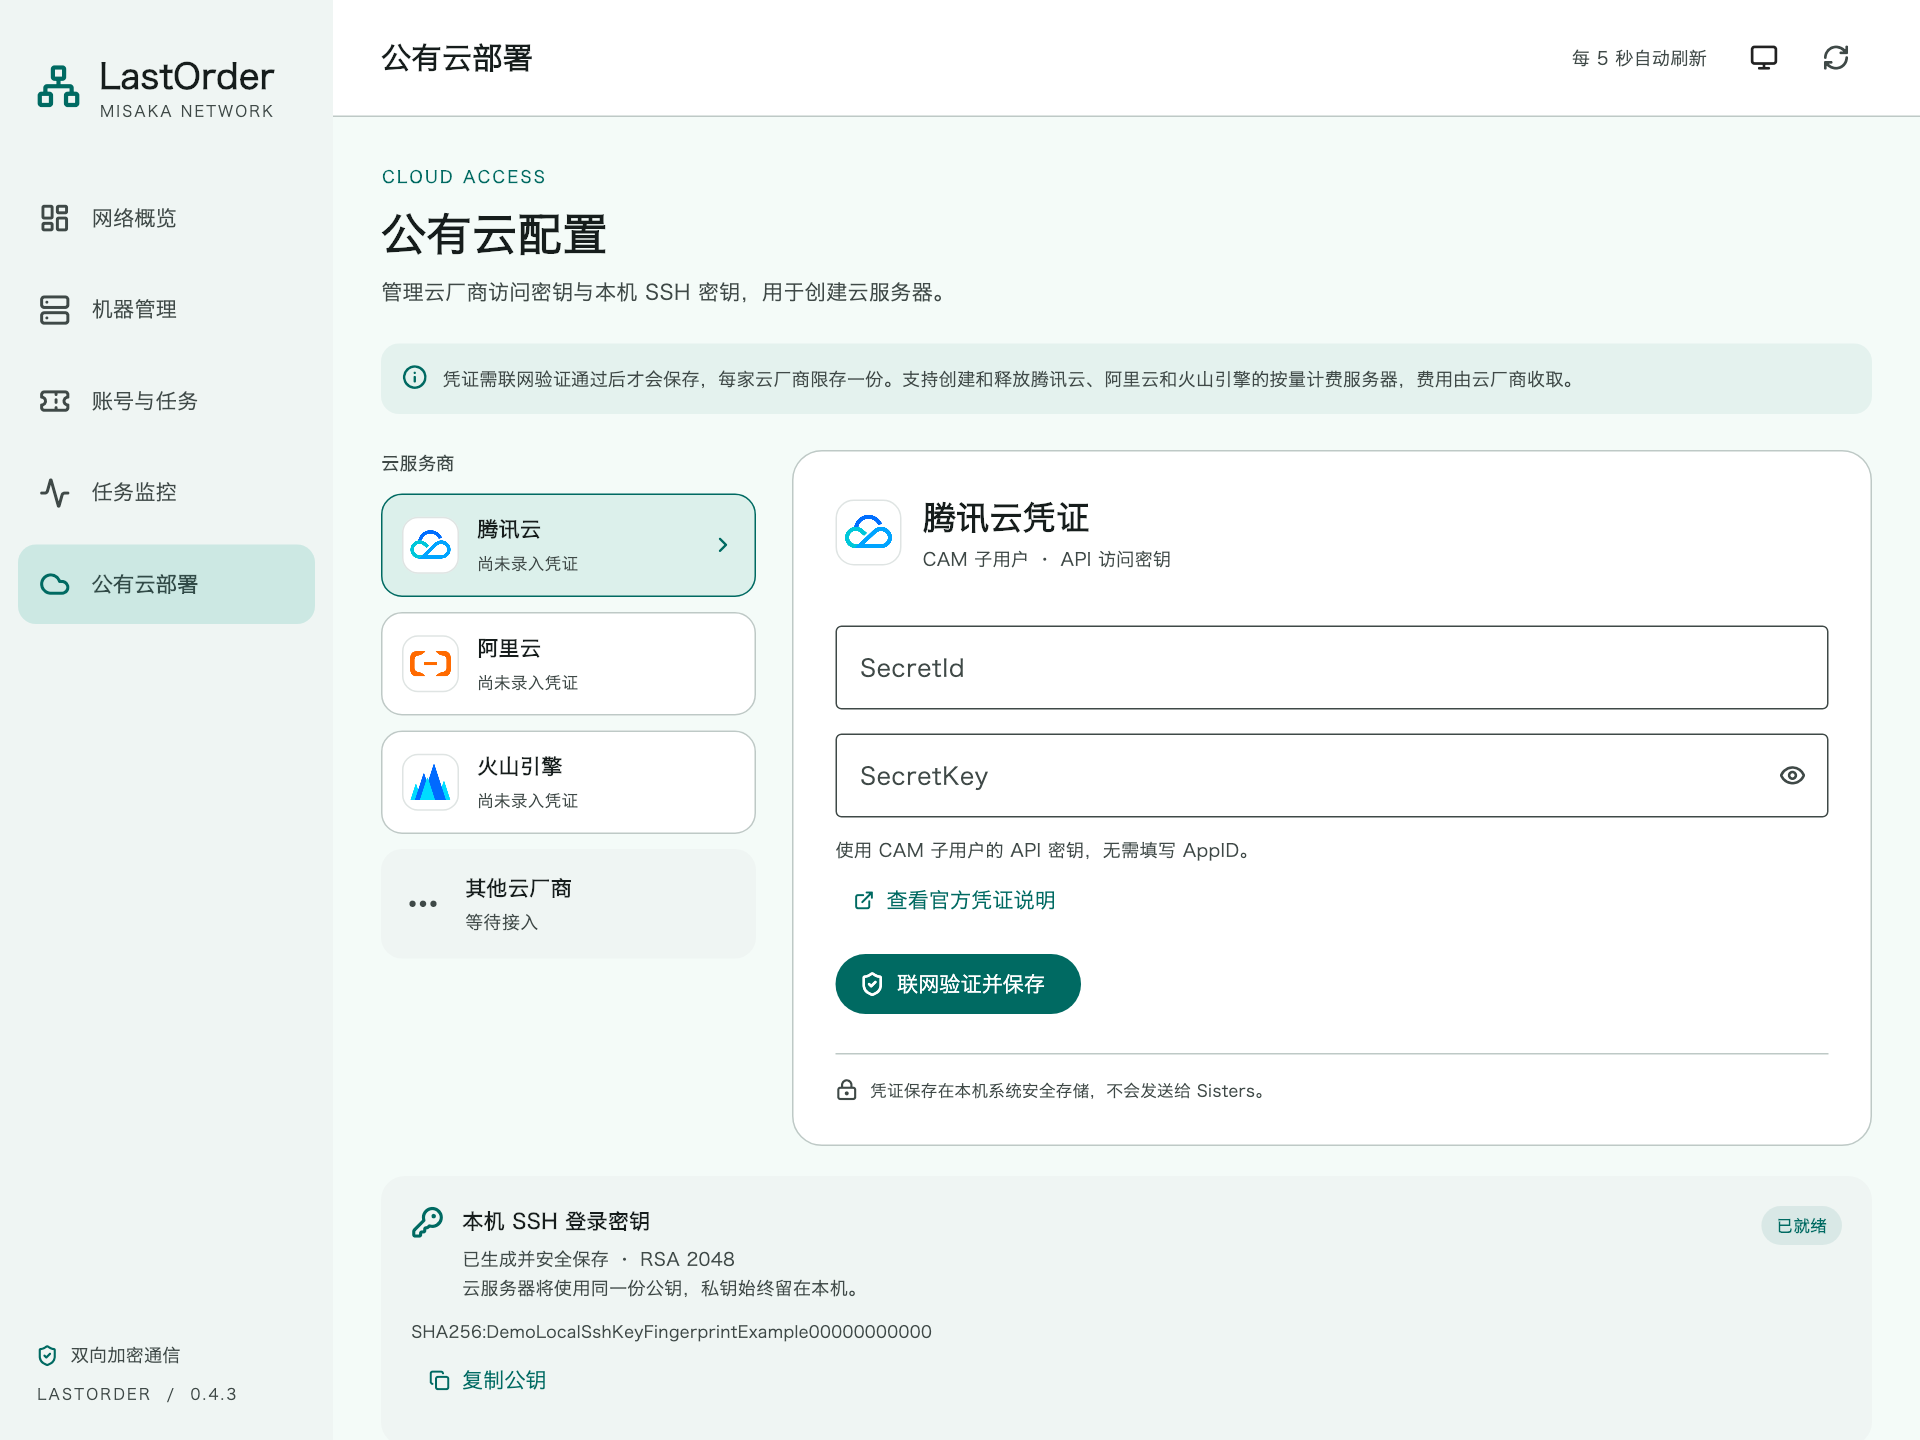 LastOrder
MISAKA NETWORK
网络概览
机器管理
账号与任务
任务监控
公有云部署
双向加密通信
LASTORDER / 0.4.3
公有云部署
每 5 秒自动刷新
CLOUD ACCESS
公有云配置
管理云厂商访问密钥与本机 SSH 密钥，用于创建云服务器。
凭证需联网验证通过后才会保存，每家云厂商限存一份。支持创建和释放腾讯云、阿里云和火山引擎的按量计费服务器，费用由云厂商收取。
云服务商
腾讯云
尚未录入凭证
阿里云
尚未录入凭证
火山引擎
尚未录入凭证
其他云厂商
等待接入
腾讯云凭证
CAM 子用户 · API 访问密钥
SecretId
SecretKey
使用 CAM 子用户的 API 密钥，无需填写 AppID。
查看官方凭证说明
联网验证并保存
凭证保存在本机系统安全存储，不会发送给 Sisters。
本机 SSH 登录密钥
已就绪
已生成并安全保存 · RSA 2048
云服务器将使用同一份公钥，私钥始终留在本机。
SHA256:DemoLocalSshKeyFingerprintExample00000000000
复制公钥